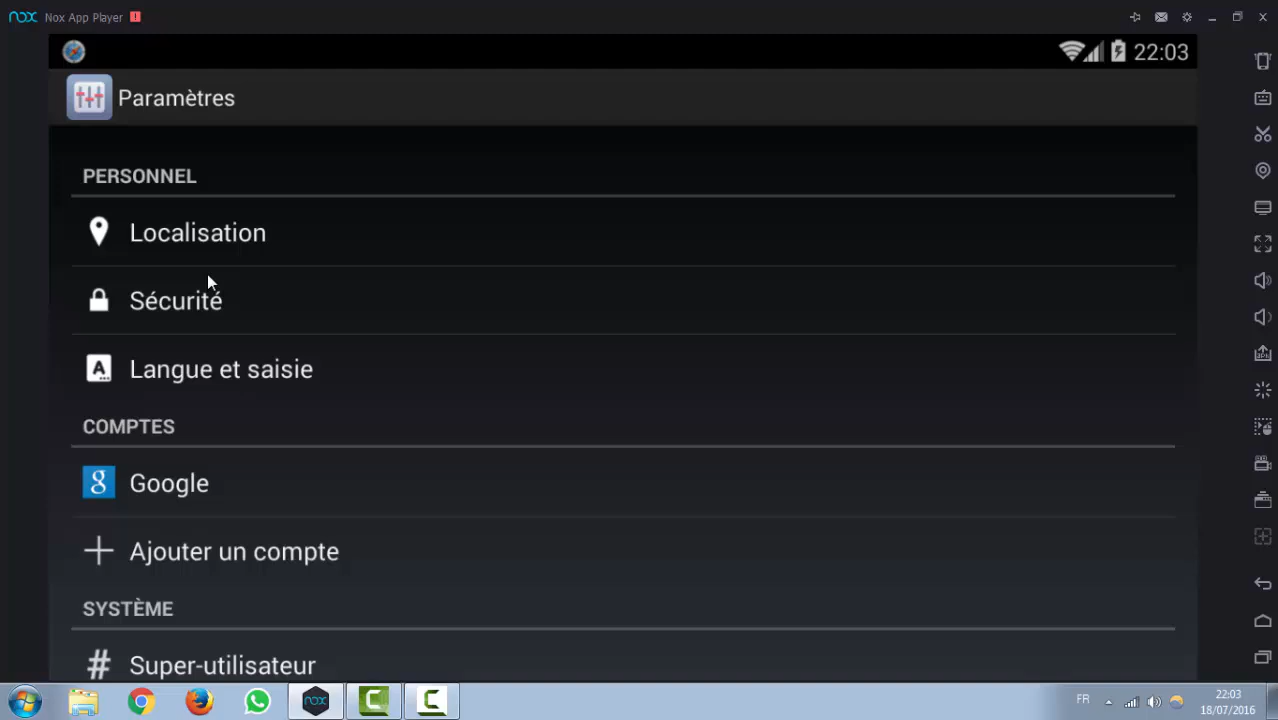 nox Nox App Player
22:03
Paramètres
PERSONNEL
Localisation
Sécurité
Langue et saisie
COMPTES
Google
Ajouter un compte
SYSTÈME
Super-utilisateur
FR
22:03
18/07/2016